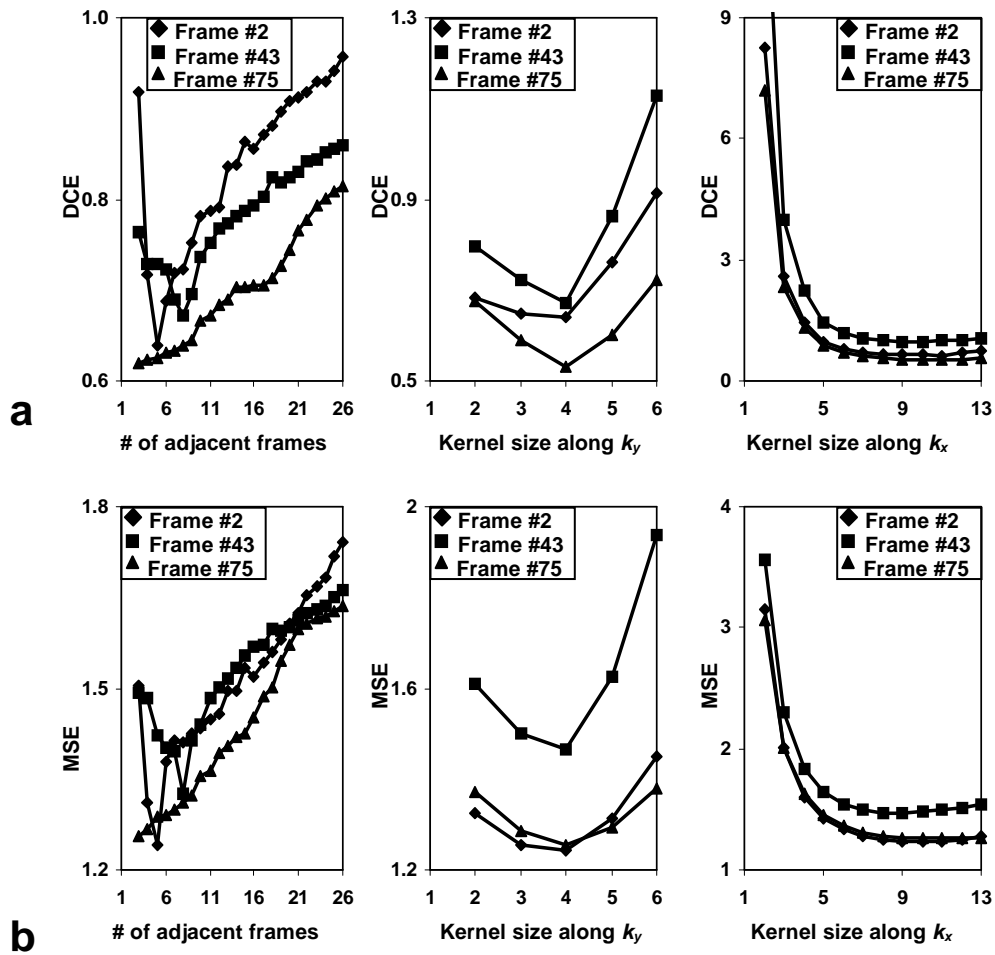 1.0
0.8
0.6
DCE
Frame #2
Frame #43
Frame #75
1 6 11 16 21 26
# of adjacent frames
1.3
0.9
0.5
DCE
Frame #2
Frame #43
Frame #75
1 2 3 4 5 6
Kernel size along ky
9
6
3
0
DCE
Frame #2
Frame #43
Frame #75
1 5 9 13
Kernel size along kx
a
1.8
1.5
1.2
MSE
Frame #2
Frame #43
Frame #75
1 6 11 16 21 26
# of adjacent frames
2
1.6
1.2
MSE
Frame #2
Frame #43
Frame #75
1 2 3 4 5 6
Kernel size along ky
4
3
2
1
MSE
Frame #2
Frame #43
Frame #75
1 5 9 13
Kernel size along kx
b